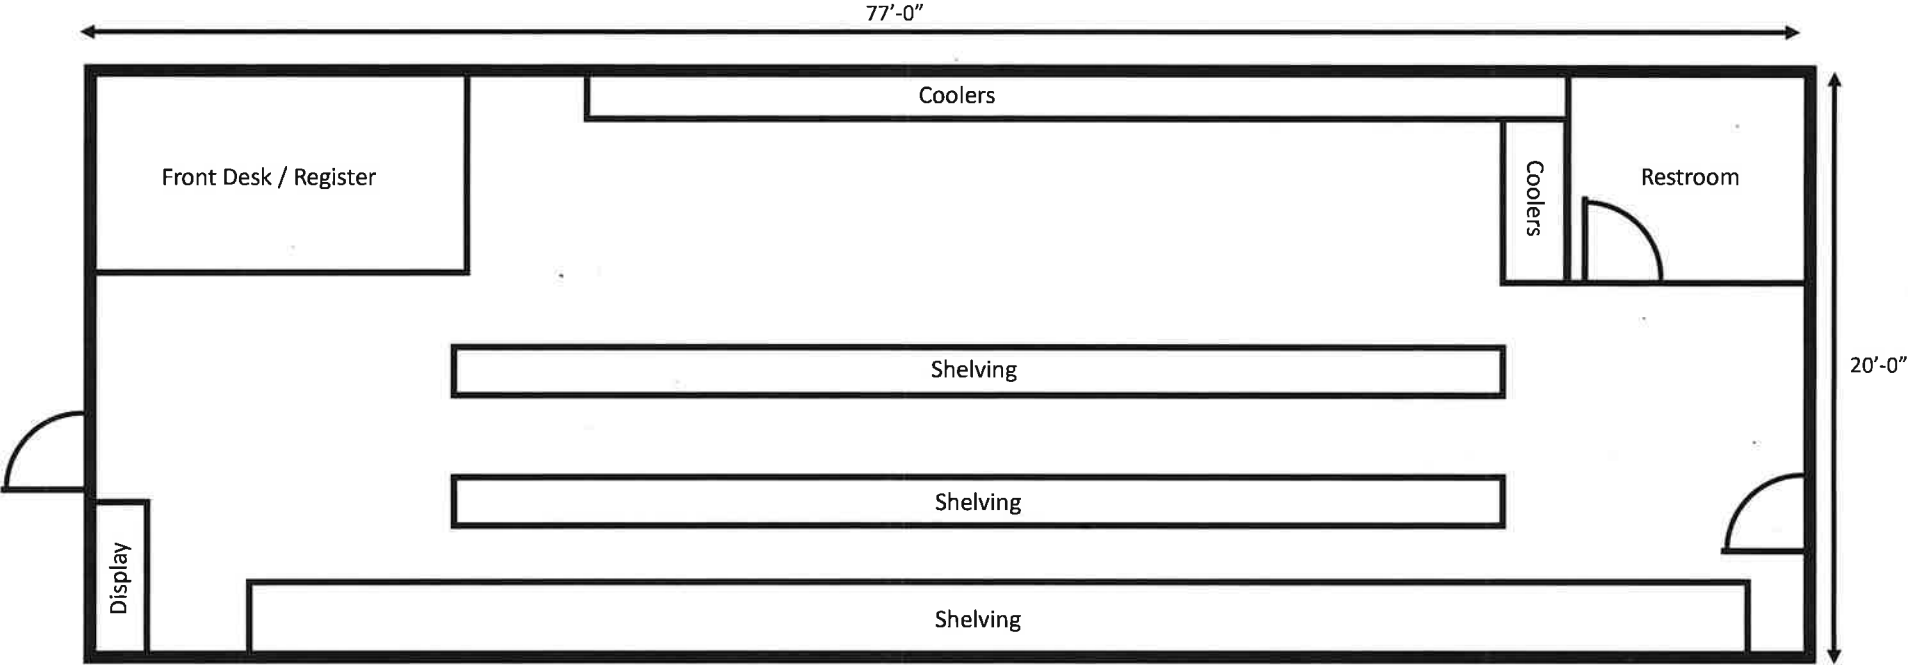 77’-0”
Coolers
Front Desk / Register
Coolers
Restroom
Shelving
20’-0”
Shelving
Display
Shelving